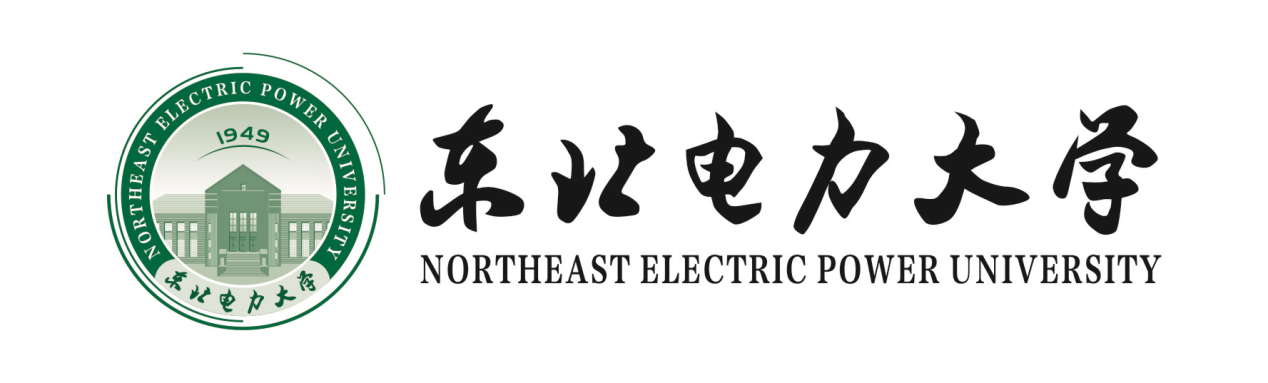 NORTHEAST ELECTRIC POWER UNIVERSITY
1949
东北电力大学
东北电力大学
NORTHEAST ELECTRIC POWER UNIVERSITY